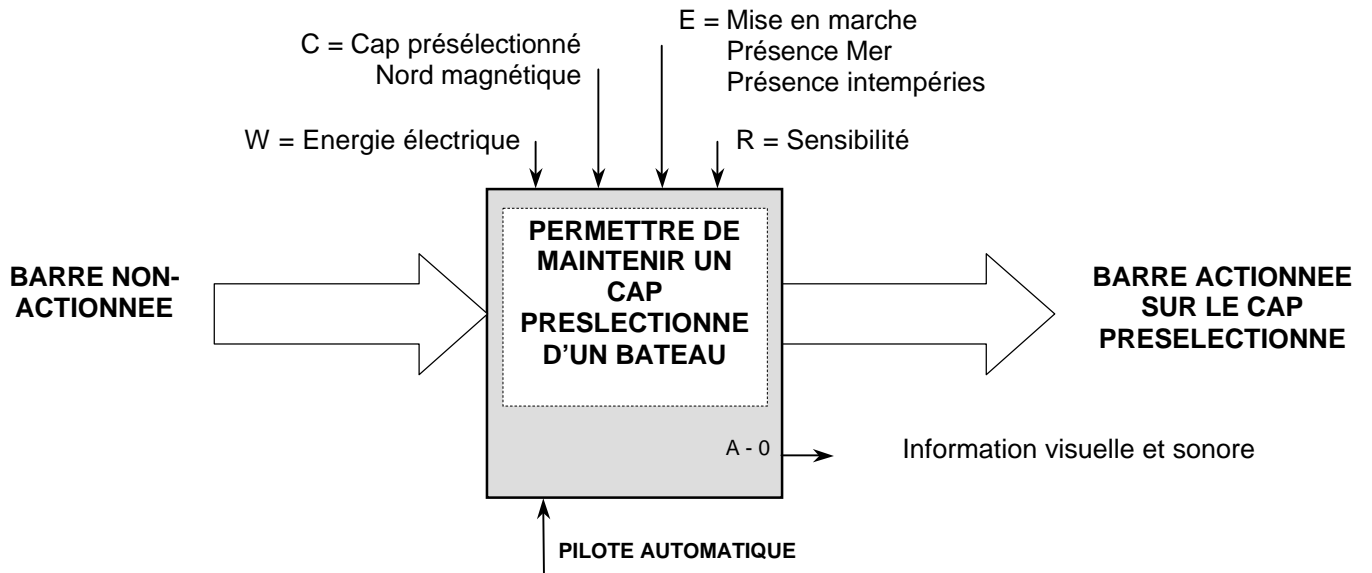 E = Mise en marche
C = Cap présélectionné
Présence Mer
Nord magnétique
Présence intempéries
W = Energie électrique
R = Sensibilité
PERMETTRE DE
MAINTENIR UN
CAP
PRESLECTIONNE
D'UN BATEAU
BARRE NON-
ACTIONNEE
BARRE ACTIONNEE
SUR LE CAP
PRESELECTIONNE
A - 0
Information visuelle et sonore
PILOTE AUTOMATIQUE